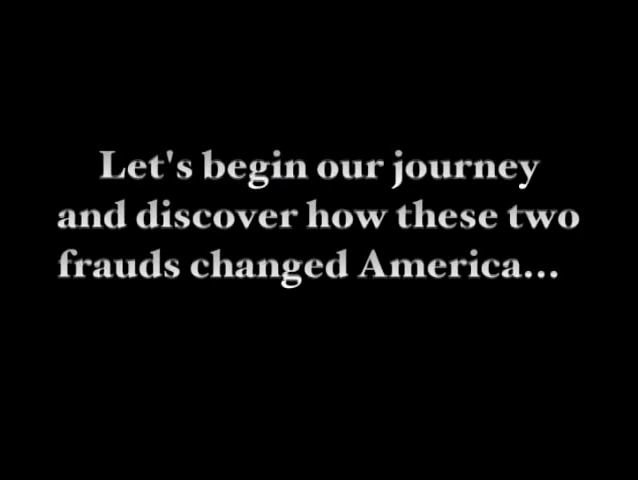 Let's begin our journey
and discover how these two
frauds changed America...